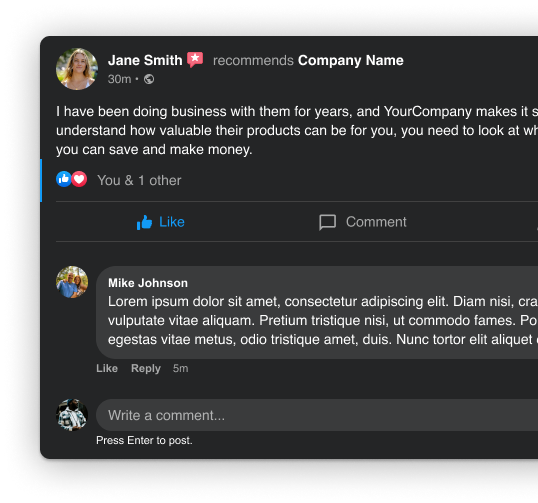 Jane Smith recommends Company Name
30m •
I have been doing business with them for years, and YourCompany makes it s
understand how valuable their products can be for you, you need to look at wh
you can save and make money.
You & 1 other
Like Comment
Mike Johnson
Lorem ipsum dolor sit amet, consectetur adipiscing elit. Diam nisi, cra
vulputate vitae aliquam. Pretium tristique nisi, ut commodo fames. Po
egestas vitae metus, odio tristique amet, duis. Nunc tortor elit aliquet
Like Reply 5m
Write a comment...
Press Enter to post.